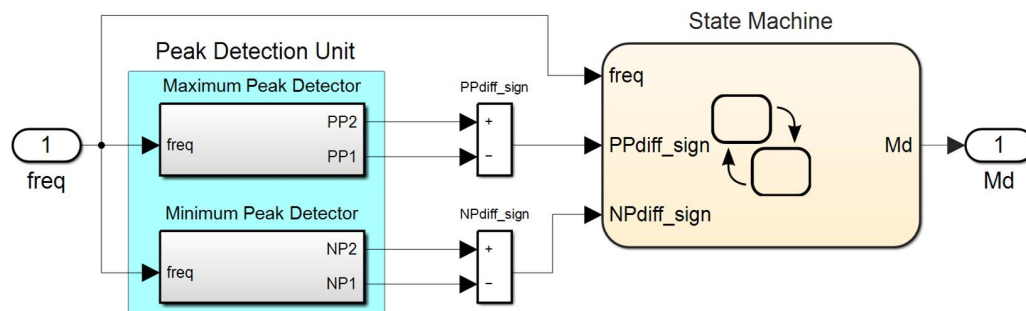 State Machine
Peak Detection Unit
Maximum Peak Detector
PPdiff_sign
freq
PP2
+
1
freq
PP1
−
PPdiff_sign
Md
1
freq
Md
Minimum Peak Detector
NPdiff_sign
NPdiff_sign
NP2
+
freq
NP1
−